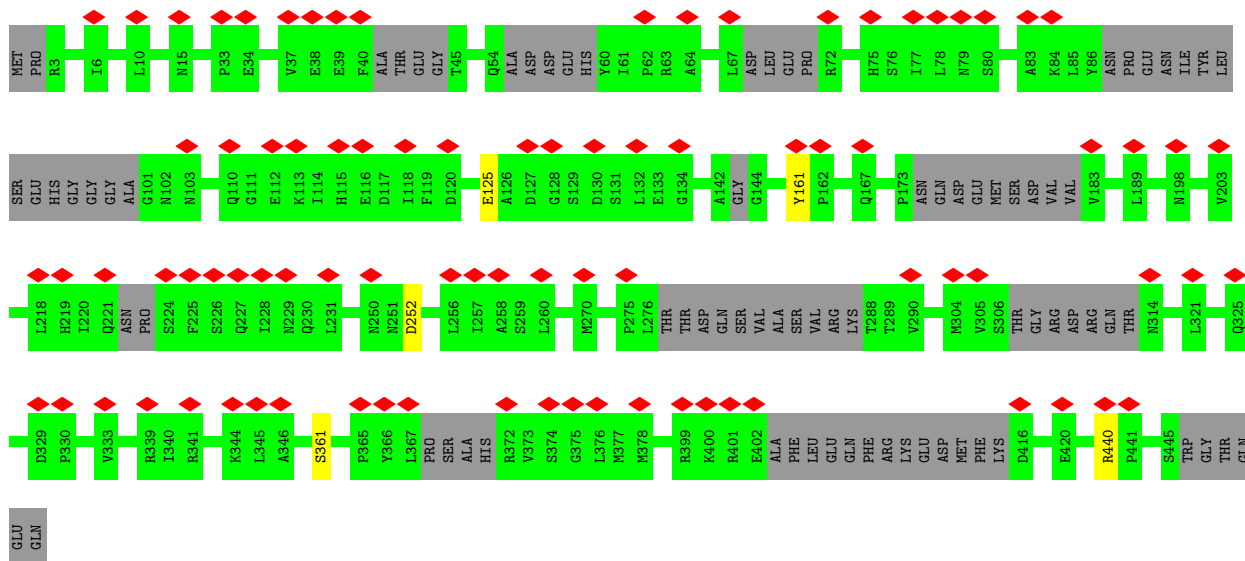 MET PRO R3 I6 L10 N15 P33 E34 V37 E38 E39 F40 ALA THR GLU GLY T45 Q54 ALA ASP ASP GLU HIS Y60 I61 P62 R63 A64 L67 ASP LEU GLU PRO R72 H75 S76 I77 L78 N79 S80 A83 K84 L85 Y86 ASN PRO GLU ASN ILE TYR LEU
SER GLU HIS GLY GLY GLY ALA G101 N102 N103 Q110 G111 E112 K113 I114 H115 E116 D117 I118 F119 D120 E125 A126 D127 G128 S129 D130 S131 L132 E133 G134 A142 GLY G144 Y161 P162 Q167 P173 ASN GLN ASP GLU MET SER ASP VAL VAL V183 L189 N198 V203
L218 H219 I220 Q221 ASN PRO S224 F225 S226 Q227 I228 N229 Q230 L231 N250 N251 D252 L256 I257 A258 S259 L260 M270 P275 L276 THR THR ASP GLN SER VAL ALA SER VAL ARG LYS T288 T289 V290 M304 V305 S306 THR GLY ARG ASP ARG GLN THR N314 L321 Q325
D329 P330 V333 R339 I340 R341 K344 L345 A346 S361 P365 Y366 L367 PRO SER ALA HIS R372 V373 S374 G375 L376 M377 M378 R399 K400 R401 E402 ALA PHE LEU GLU GLN PHE ARG LYS GLU ASP MET PHE LYS D416 E420 R440 P441 S445 TRP GLY THR GLN
GLU GLN